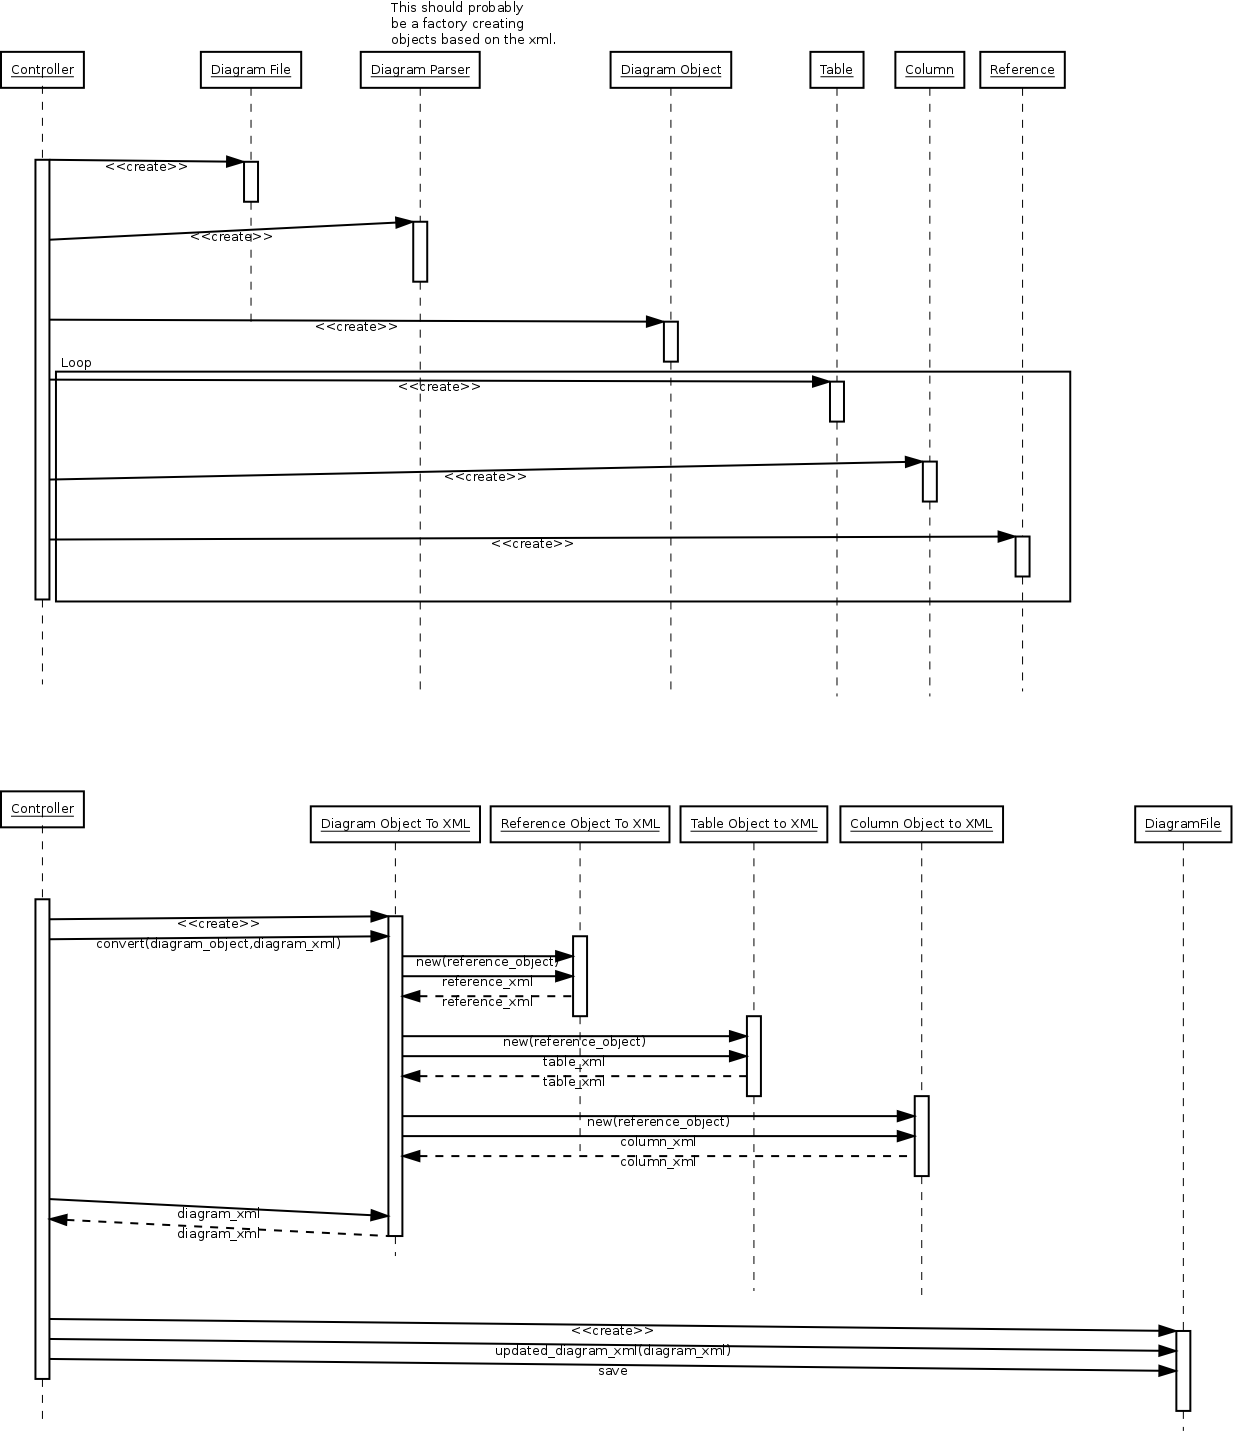 This should probably
be a factory creating
objects based on the xml.
Controller
Diagram File
Diagram Parser
Diagram Object
Table
Column
Reference
<<create>>
<<create>>
<<create>>
Loop
<<create>>
<<create>>
<<create>>
Controller
Diagram Object To XML
Reference Object To XML
Table Object to XML
Column Object to XML
DiagramFile
<<create>>
convert(diagram_object,diagram_xml)
new(reference_object)
reference_xml
reference_xml
new(reference_object)
table_xml
table_xml
new(reference_object)
column_xml
column_xml
diagram_xml
diagram_xml
<<create>>
updated_diagram_xml(diagram_xml)
save